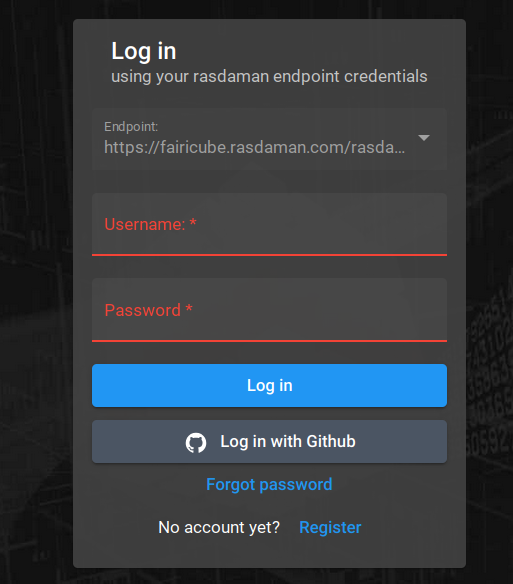 Log in
using your rasdaman endpoint credentials
Endpoint:
https://fairicube.rasdaman.com/rasda...
Username: *
Password *
Log in
Log in with Github
Forgot password
No account yet? Register